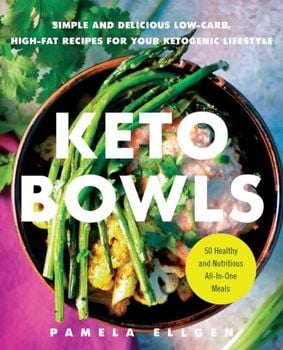 SIMPLE AND DELICIOUS LOW-CARB,
HIGH-FAT RECIPES FOR YOUR KETOGENIC LIFESTYLE
KETO
BOWLS
50 Healthy
and Nutritious
All-In-One
Meals
PAMELA ELLGEN